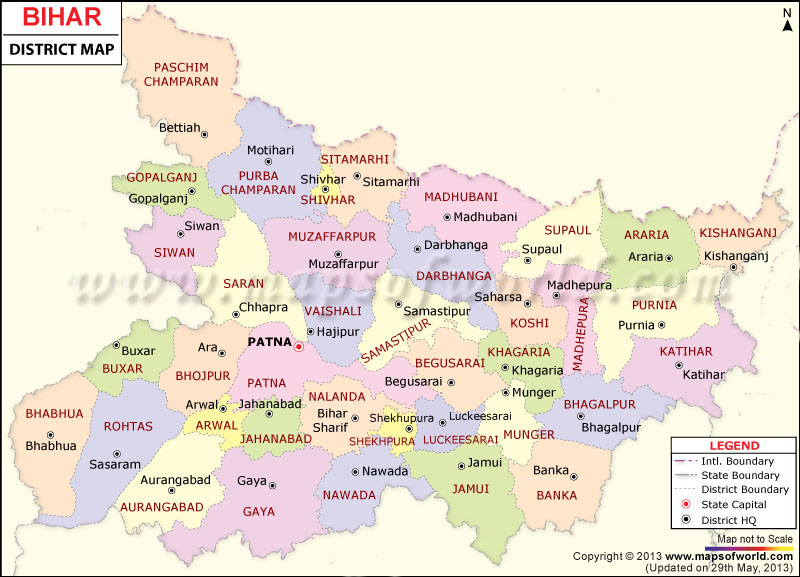 BIHAR
DISTRICT MAP
N
PASCHIM
CHAMPARAN
Bettiah
Motihari
PURBA
CHAMPARAN
SITAMARHI
Shivhar
Sitamarhi
SHIVHAR
GOPALGANJ
Gopalganj
Siwan
SIWAN
MUZAFFARPUR
Muzaffarpur
MADHUBANI
Madhubani
Darbhanga
DARBHANGA
SUPAUL
Supaul
ARARIA
Araria
KISHANGANJ
Kishanganj
www.mapsofworld.com
SARAN
Chhapra
VAISHALI
Hajipur
Samastipur
SAMASTIPUR
Saharsa
KOSHI
Madhepura
MADHEPURA
PURNIA
Purnia
KATIHAR
Katihar
Buxar
BUXAR
Ara
BHOJPUR
PATNA
PATNA
BEGUSARAI
Begusarai
KHAGARIA
Khagaria
Munger
MUNGER
BHAGALPUR
Bhagalpur
BHABHUA
Bhabhua
ROHTAS
Sasaram
Arwal
ARWAL
Jahanabad
JAHANABAD
NALANDA
Bihar
Sharif
Shekhupura
SHEKHPURA
Luckeesarai
LUCKEESARAI
Aurangabad
AURANGABAD
Gaya
GAYA
Nawada
NAWADA
Jamui
JAMUI
Banka
BANKA
LEGEND
Intl. Boundary
State Boundary
District Boundary
State Capital
District HQ
Map not to Scale
Copyright © 2013 www.mapsofworld.com
(Updated on 29th May, 2013)